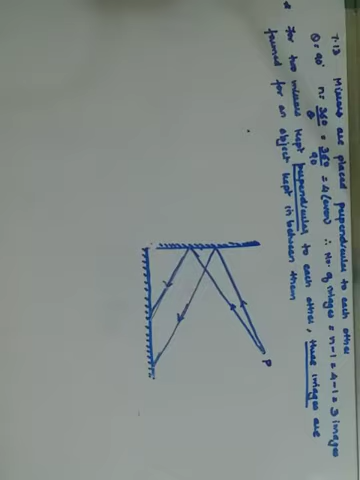 7.13 Mirrors are placed perpendicular to each other
θ = 90° n = 360/θ = 360/90 = 4 (even) ∴ No. of images = n-1 = 4-1 = 3 images
* For two mirrors kept perpendicular to each other, three images are
formed for an object kept in between them
P